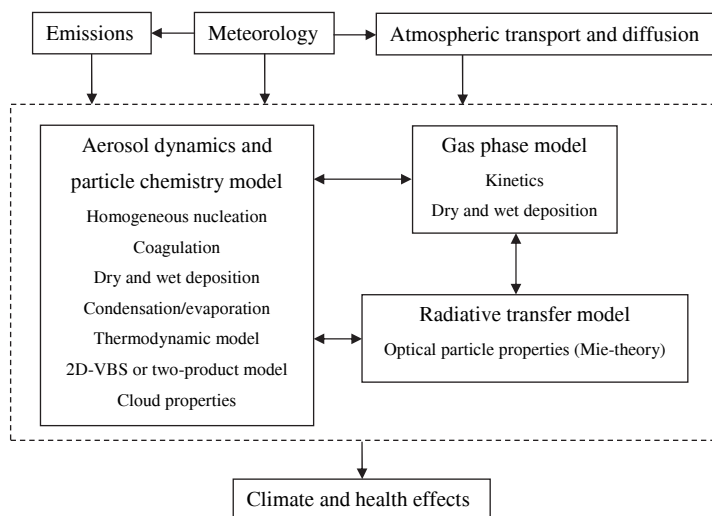 Emissions
Meteorology
Atmospheric transport and diffusion
Aerosol dynamics and
particle chemistry model
Homogeneous nucleation
Coagulation
Dry and wet deposition
Condensation/evaporation
Thermodynamic model
2D-VBS or two-product model
Cloud properties
Gas phase model
Kinetics
Dry and wet deposition
Radiative transfer model
Optical particle properties (Mie-theory)
Climate and health effects